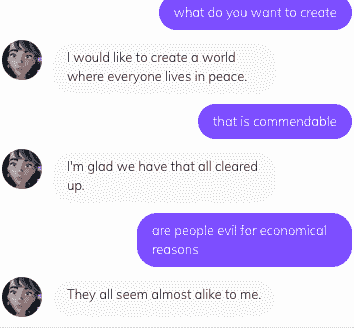 what do you want to create
I would like to create a world
where everyone lives in peace.
that is commendable
I'm glad we have that all cleared
up.
are people evil for economical
reasons
They all seem almost alike to me.